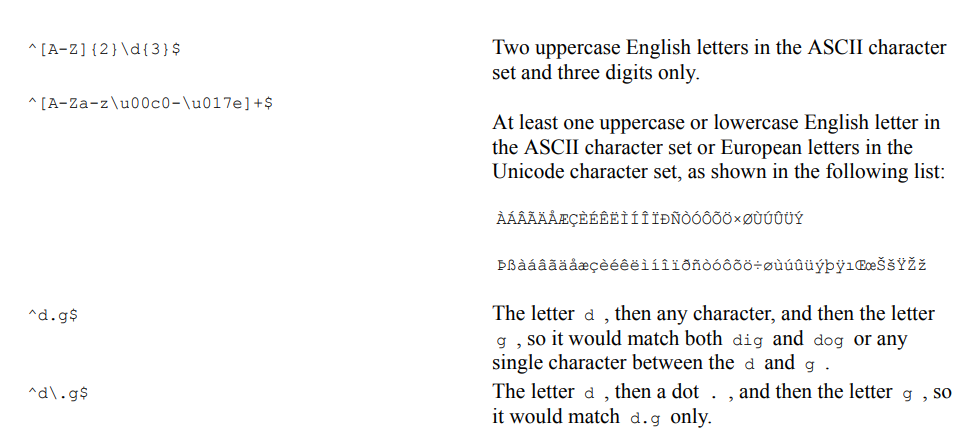 ^[A-Z]{2}\d{3}$
Two uppercase English letters in the ASCII character
set and three digits only.
^[A-Za-z\u00c0-\u017e]+$
At least one uppercase or lowercase English letter in
the ASCII character set or European letters in the
Unicode character set, as shown in the following list:
ÀÁÂÃÄÅÆÇÈÉÊËÌÍÎÏÐÑÒÓÔÕÖ×ØÙÚÛÜÝ
Þßàáâãäåæçèéêëìíîïðñòóôõö÷øùúûüýþÿıŒœŠšŸŽž
^d.g$
The letter d , then any character, and then the letter
g , so it would match both dig and dog or any
single character between the d and g .
^d\.g$
The letter d , then a dot . , and then the letter g , so
it would match d.g only.